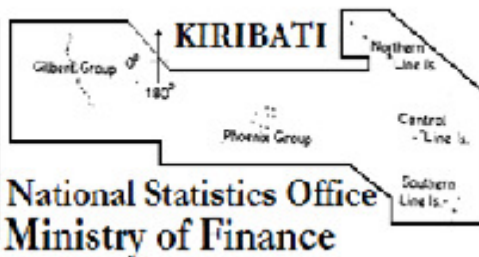 KIRIBATI
Northern
Line Is.
Gilbert Group
0°
180°
Phoenix Group
Central
Line Is.
Southern
Line Is.
National Statistics Office
Ministry of Finance